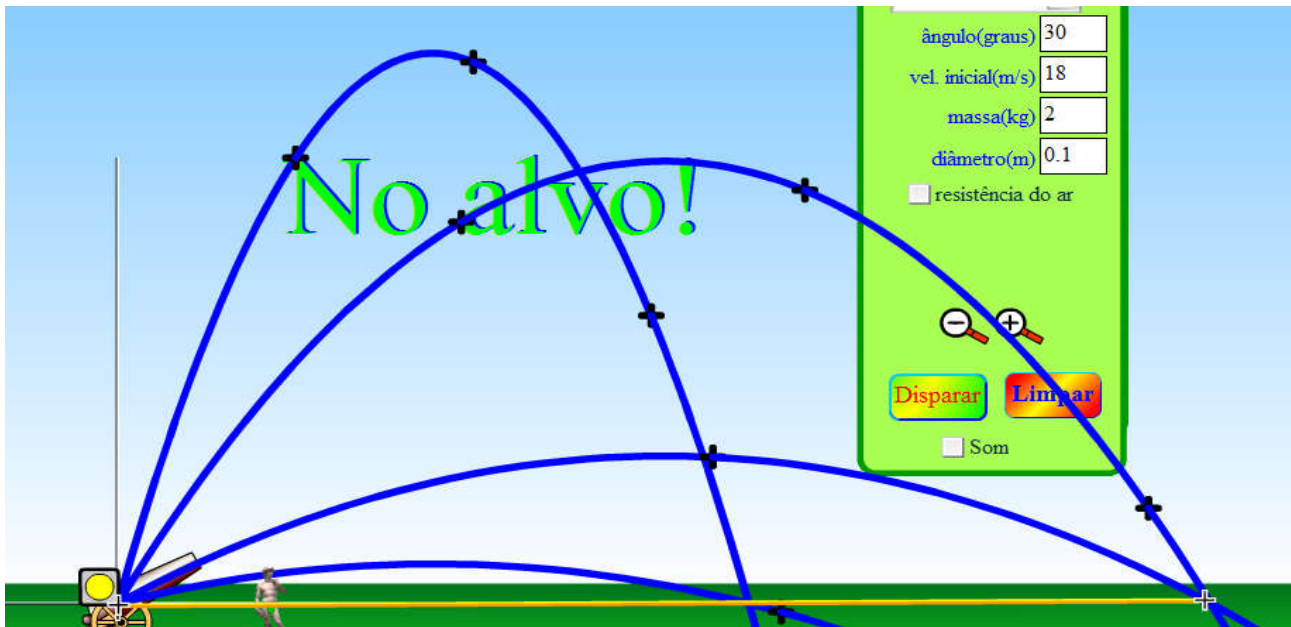 ângulo(graus) 30
vel. inicial(m/s) 18
massa(kg) 2
diâmetro(m) 0.1
resistência do ar
No alvo!
Disparar Limpar
Som